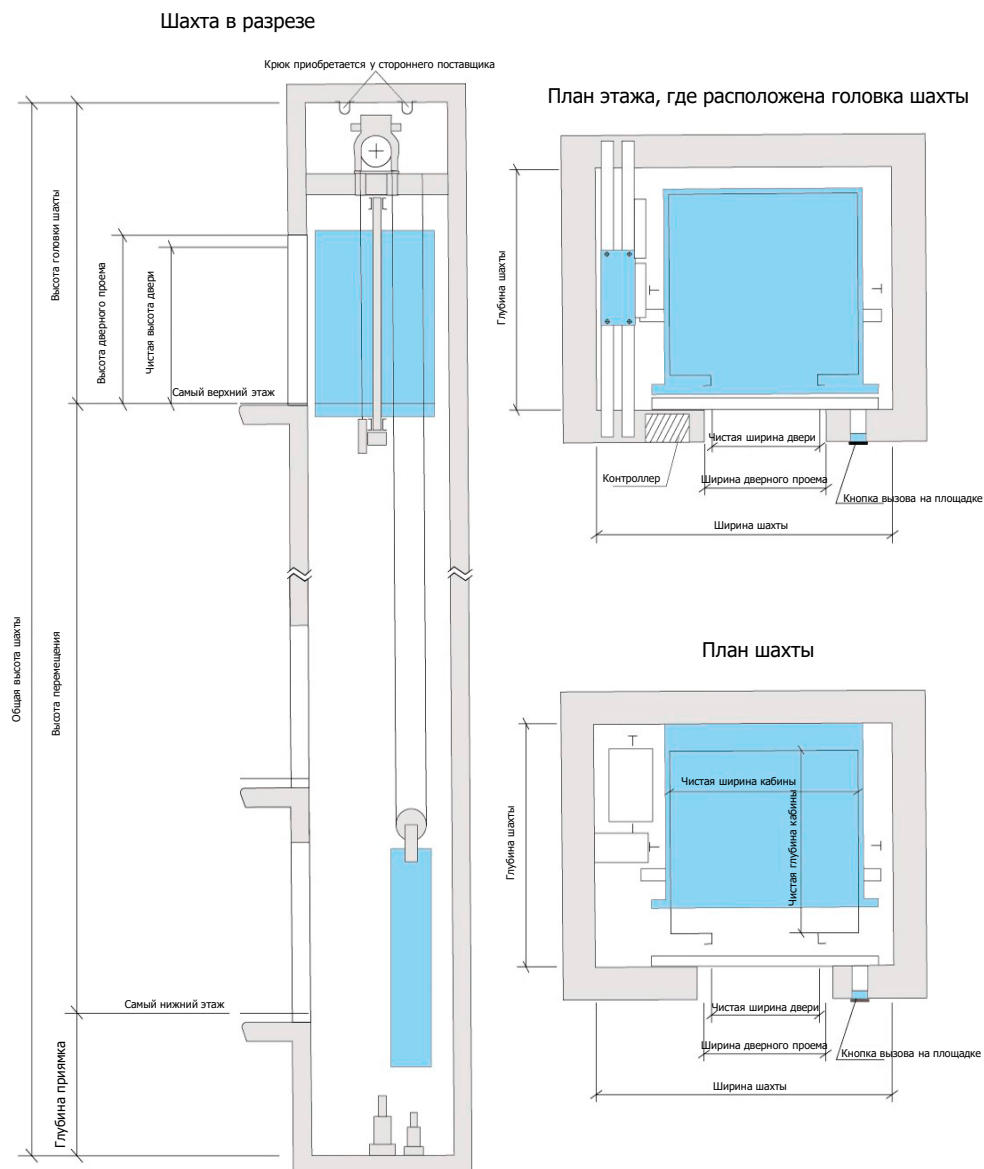 Шахта в разрезе
Крюк приобретается у стороннего поставщика
Высота головки шахты
Высота дверного проема
Чистая высота двери
Самый верхний этаж
Общая высота шахты
Высота перемещения
Самый нижний этаж
Глубина приямка
План этажа, где расположена головка шахты
Глубина шахты
Чистая ширина двери
Контроллер
Ширина дверного проема
Кнопка вызова на площадке
Ширина шахты
План шахты
Глубина шахты
Чистая ширина кабины
Чистая глубина кабины
Чистая ширина двери
Ширина дверного проема
Кнопка вызова на площадке
Ширина шахты